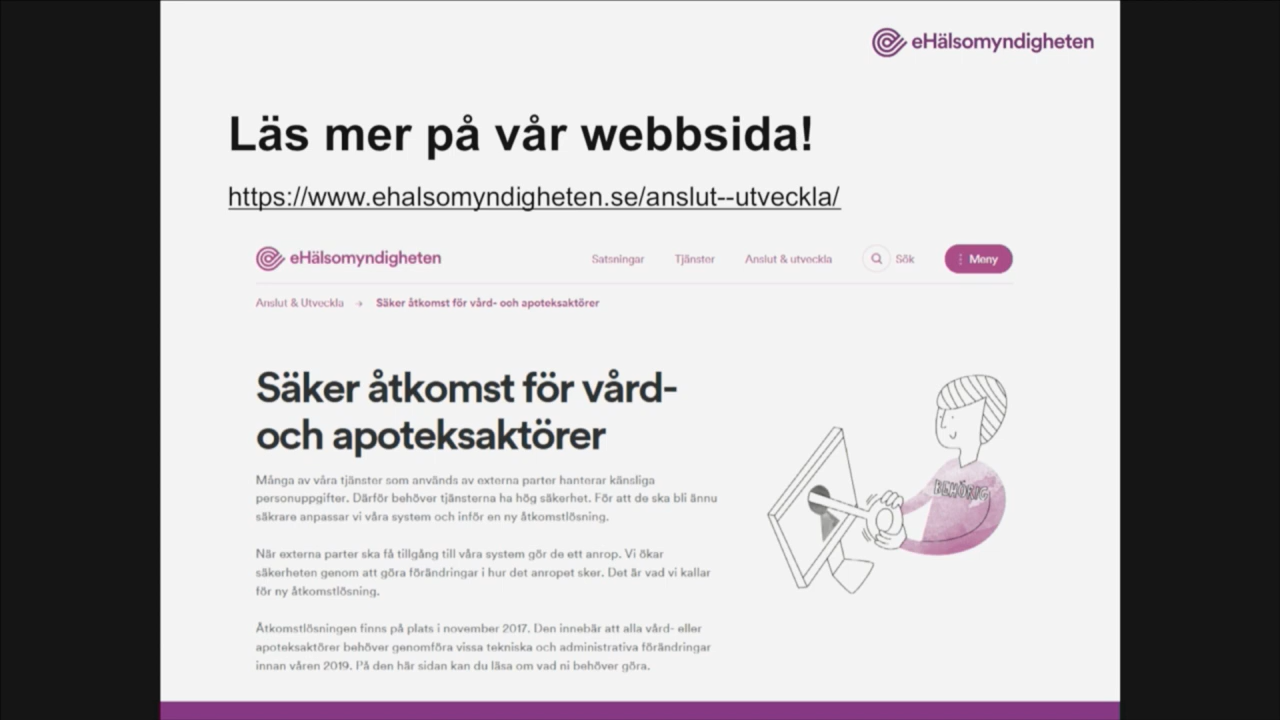 eHälsomyndigheten
Läs mer på vår webbsida!
https://www.ehalsomyndigheten.se/anslut--utveckla/
eHälsomyndigheten Satsningar Tjänster Anslut & utveckla Sök Meny
Anslut & Utveckla → Säker åtkomst för vård- och apoteksaktörer
Säker åtkomst för vård-
och apoteksaktörer
Många av våra tjänster som används av externa parter hanterar känsliga
personuppgifter. Därför behöver tjänsterna ha hög säkerhet. För att de ska bli ännu
säkrare anpassar vi våra system och inför en ny åtkomstlösning.
När externa parter ska få tillgång till våra system gör de ett anrop. Vi ökar
säkerheten genom att göra förändringar i hur det anropet sker. Det är vad vi kallar
för ny åtkomstlösning.
Åtkomstlösningen finns på plats i november 2017. Den innebär att alla vård- eller
apoteksaktörer behöver genomföra vissa tekniska och administrativa förändringar
innan våren 2019. På den här sidan kan du läsa om vad ni behöver göra.
BEHÖRIG